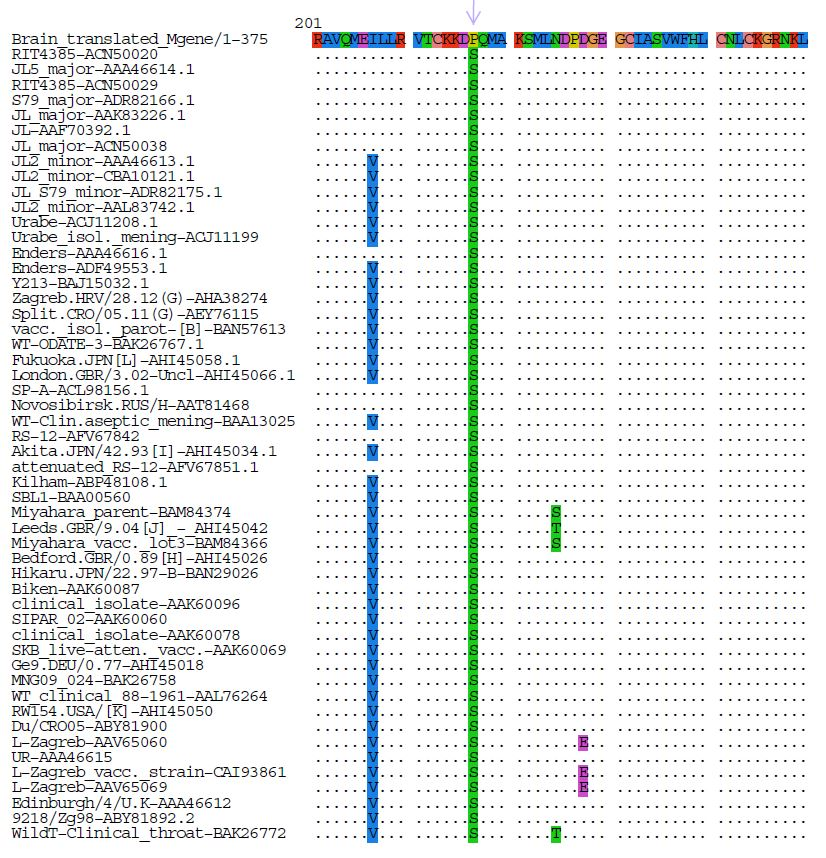 201
Brain_translated_Mgene/1-375 RAVQMEILLR VTCKKDPQMA KSMLNDPDGE GCIASVWFHL CNLCKGRNKL
RIT4385-ACN50020 .......... ......S... .......... .......... ..........
JL5_major-AAA46614.1 .......... ......S... .......... .......... ..........
RIT4385-ACN50029 .......... ......S... .......... .......... ..........
S79_major-ADR82166.1 .......... ......S... .......... .......... ..........
JL_major-AAK83226.1 .......... ......S... .......... .......... ..........
JL-AAF70392.1 .......... ......S... .......... .......... ..........
JL_major-ACN50038 .......... ......S... .......... .......... ..........
JL2_minor-AAA46613.1 ......V... ......S... .......... .......... ..........
JL2_minor-CBA10121.1 ......V... ......S... .......... .......... ..........
JL_S79_minor-ADR82175.1 ......V... ......S... .......... .......... ..........
JL2_minor-AAL83742.1 ......V... ......S... .......... .......... ..........
Urabe-ACJ11208.1 ......V... ......S... .......... .......... ..........
Urabe_isol._mening-ACJ11199 ......V... ......S... .......... .......... ..........
Enders-AAA46616.1 .......... ......S... .......... .......... ..........
Enders-ADF49553.1 ......V... ......S... .......... .......... ..........
Y213-BAJ15032.1 ......V... ......S... .......... .......... ..........
Zagreb.HRV/28.12(G)-AHA38274 ......V... ......S... .......... .......... ..........
Split.CRO/05.11(G)-AEY76115 ......V... ......S... .......... .......... ..........
vacc._isol._parot-[B]-BAN57613 ......V... ......S... .......... .......... ..........
WT-ODATE-3-BAK26767.1 ......V... ......S... .......... .......... ..........
Fukuoka.JPN[L]-AHI45058.1 ......V... ......S... .......... .......... ..........
London.GBR/3.02-Uncl-AHI45066.1 ......V... ......S... .......... .......... ..........
SP-A-ACL98156.1 .......... ......S... .......... .......... ..........
Novosibirsk.RUS/H-AAT81468 .......... ......S... .......... .......... ..........
WT-Clin.aseptic_mening-BAA13025 ......V... ......S... .......... .......... ..........
RS-12-AFV67842 .......... ......S... .......... .......... ..........
Akita.JPN/42.93[I]-AHI45034.1 ......V... ......S... .......... .......... ..........
attenuated_RS-12-AFV67851.1 .......... ......S... .......... .......... ..........
Kilham-ABP48108.1 ......V... ......S... .......... .......... ..........
SBL1-BAA00560 ......V... ......S... .......... .......... ..........
Miyahara_parent-BAM84374 ......V... ......S... ....S..... .......... ..........
Leeds.GBR/9.04[J]_-_AHI45042 ......V... ......S... ....T..... .......... ..........
Miyahara_vacc._lot3-BAM84366 ......V... ......S... ....S..... .......... ..........
Bedford.GBR/0.89[H]-AHI45026 ......V... ......S... .......... .......... ..........
Hikaru.JPN/22.97-B-BAN29026 ......V... ......S... .......... .......... ..........
Biken-AAK60087 ......V... ......S... .......... .......... ..........
clinical_isolate-AAK60096 ......V... ......S... .......... .......... ..........
SIPAR_02-AAK60060 ......V... ......S... .......... .......... ..........
clinical_isolate-AAK60078 ......V... ......S... .......... .......... ..........
SKB_live-atten._vacc.-AAK60069 ......V... ......S... .......... .......... ..........
Ge9.DEU/0.77-AHI45018 ......V... ......S... .......... .......... ..........
MNG09_024-BAK26758 ......V... ......S... .......... .......... ..........
WT_clinical_88-1961-AAL76264 ......V... ......S... .......... .......... ..........
RW154.USA/[K]-AHI45050 ......V... ......S... .......... .......... ..........
Du/CRO05-ABY81900 ......V... ......S... .......... .......... ..........
L-Zagreb-AAV65060 ......V... ......S... .......E.. .......... ..........
UR-AAA46615 ......V... ......S... .......... .......... ..........
L-Zagreb_vacc._strain-CAI93861 ......V... ......S... .......E.. .......... ..........
L-Zagreb-AAV65069 ......V... ......S... .......E.. .......... ..........
Edinburgh/4/U.K-AAA46612 ......V... ......S... .......... .......... ..........
9218/Zg98-ABY81892.2 ......V... ......S... .......... .......... ..........
WildT-Clinical_throat-BAK26772 ......V... ......S... ....T..... .......... ..........